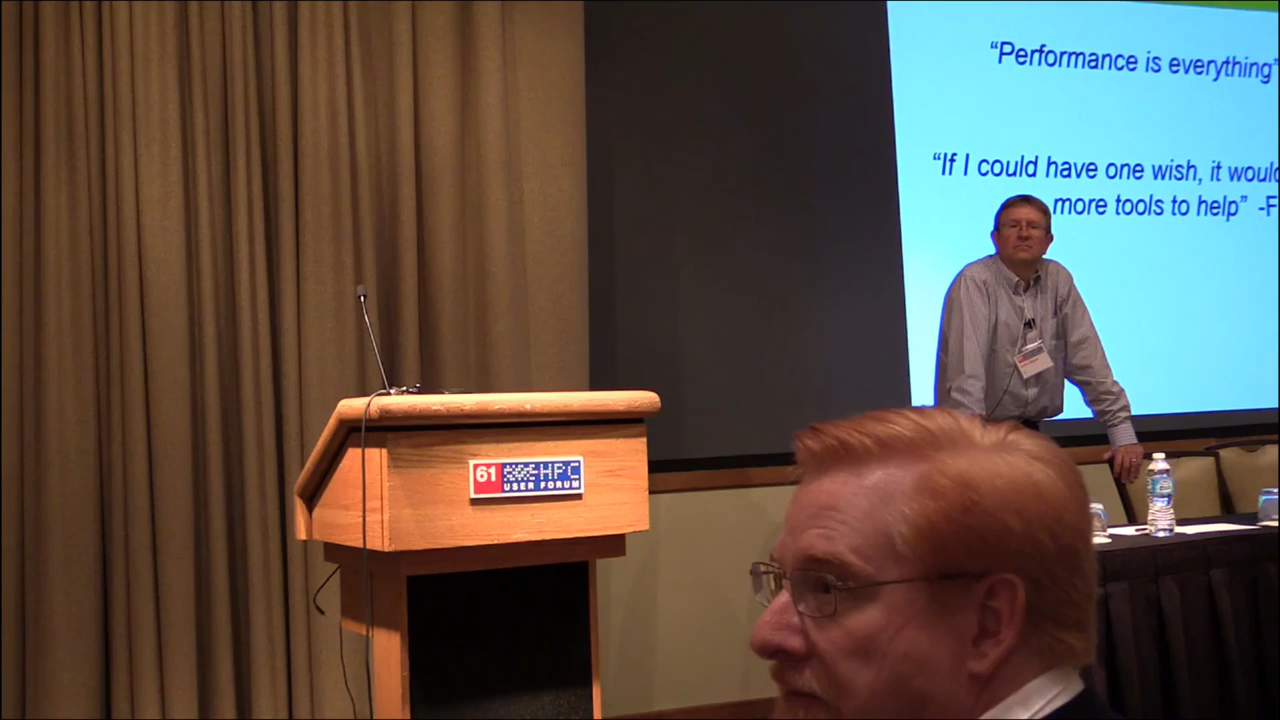 “Performance is everything”
“If I could have one wish, it would
more tools to help” -F
61 HPC
USER FORUM